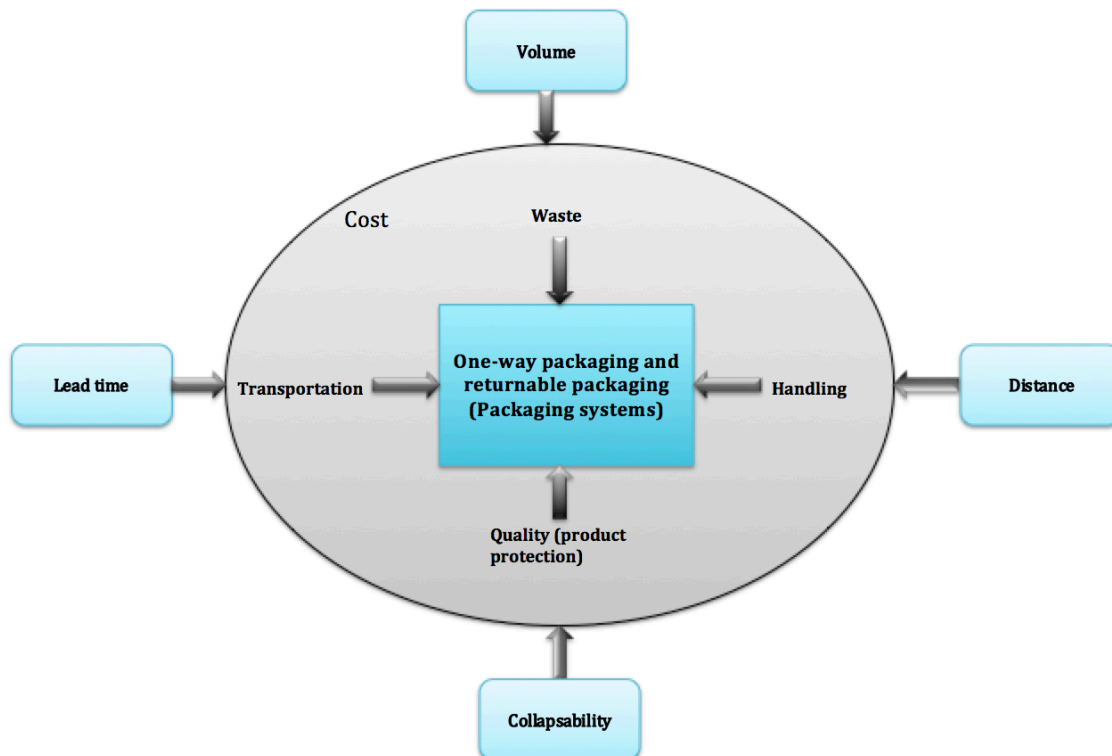 Volume
Cost
Waste
One-way packaging and
returnable packaging
(Packaging systems)
Lead time
Transportation
Handling
Distance
Quality (product
protection)
Collapsability